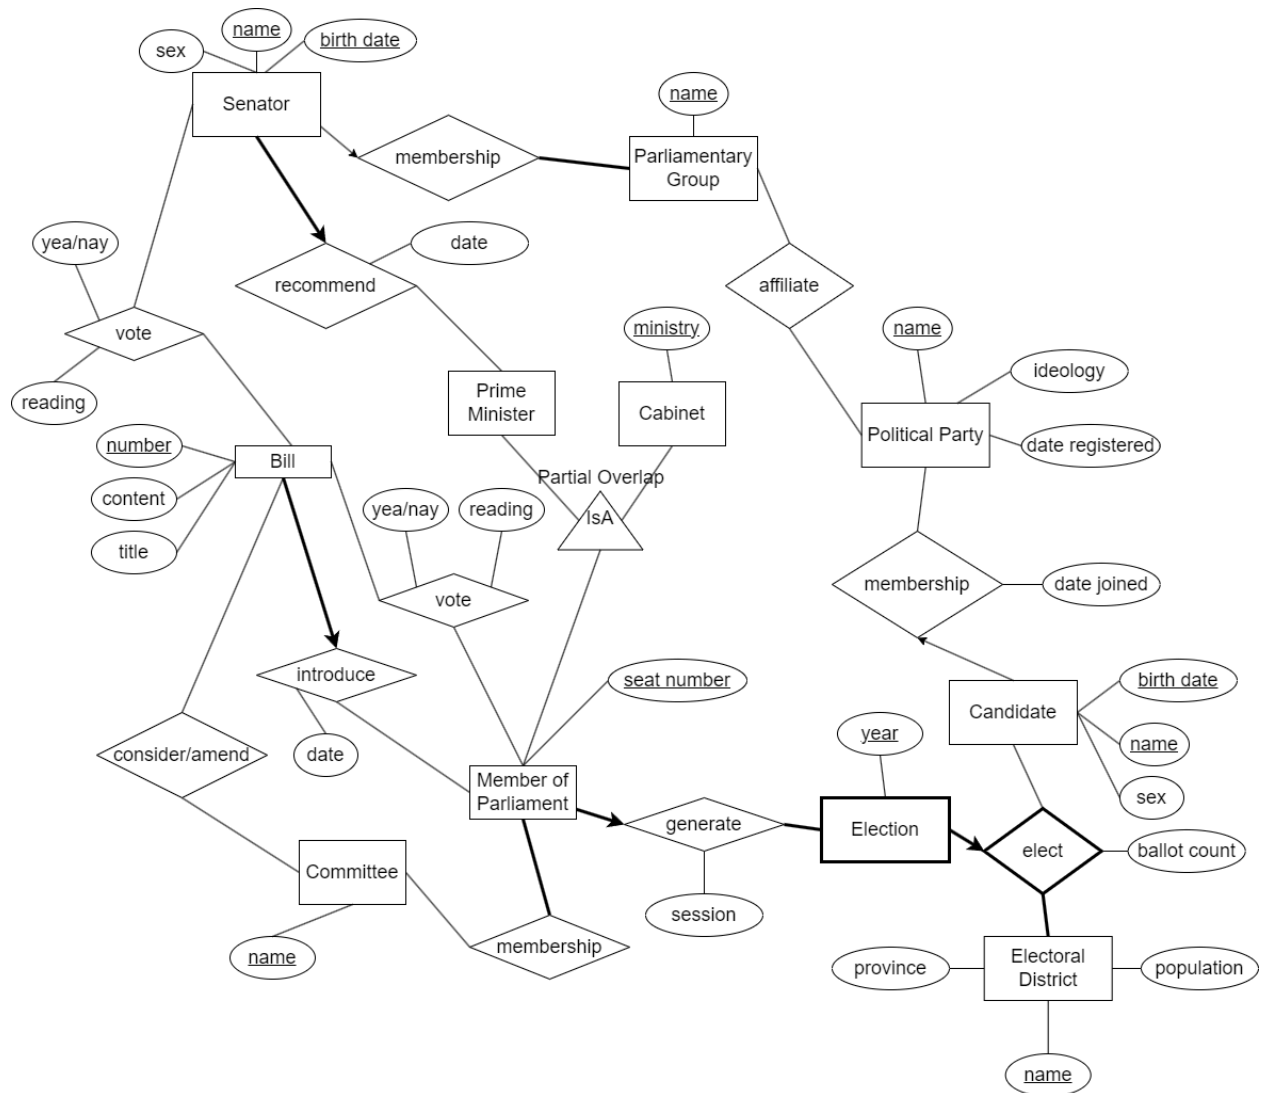 name
birth date
sex
Senator
name
membership
Parliamentary
Group
yea/nay
date
recommend
affiliate
vote
ministry
name
reading
Prime
Minister
Cabinet
ideology
Political Party
date registered
number
Bill
content
title
Partial Overlap
IsA
yea/nay
reading
vote
membership
date joined
introduce
seat number
birth date
Candidate
name
sex
year
consider/amend
date
Member of
Parliament
generate
Election
elect
ballot count
Committee
session
name
membership
province
Electoral
District
population
name